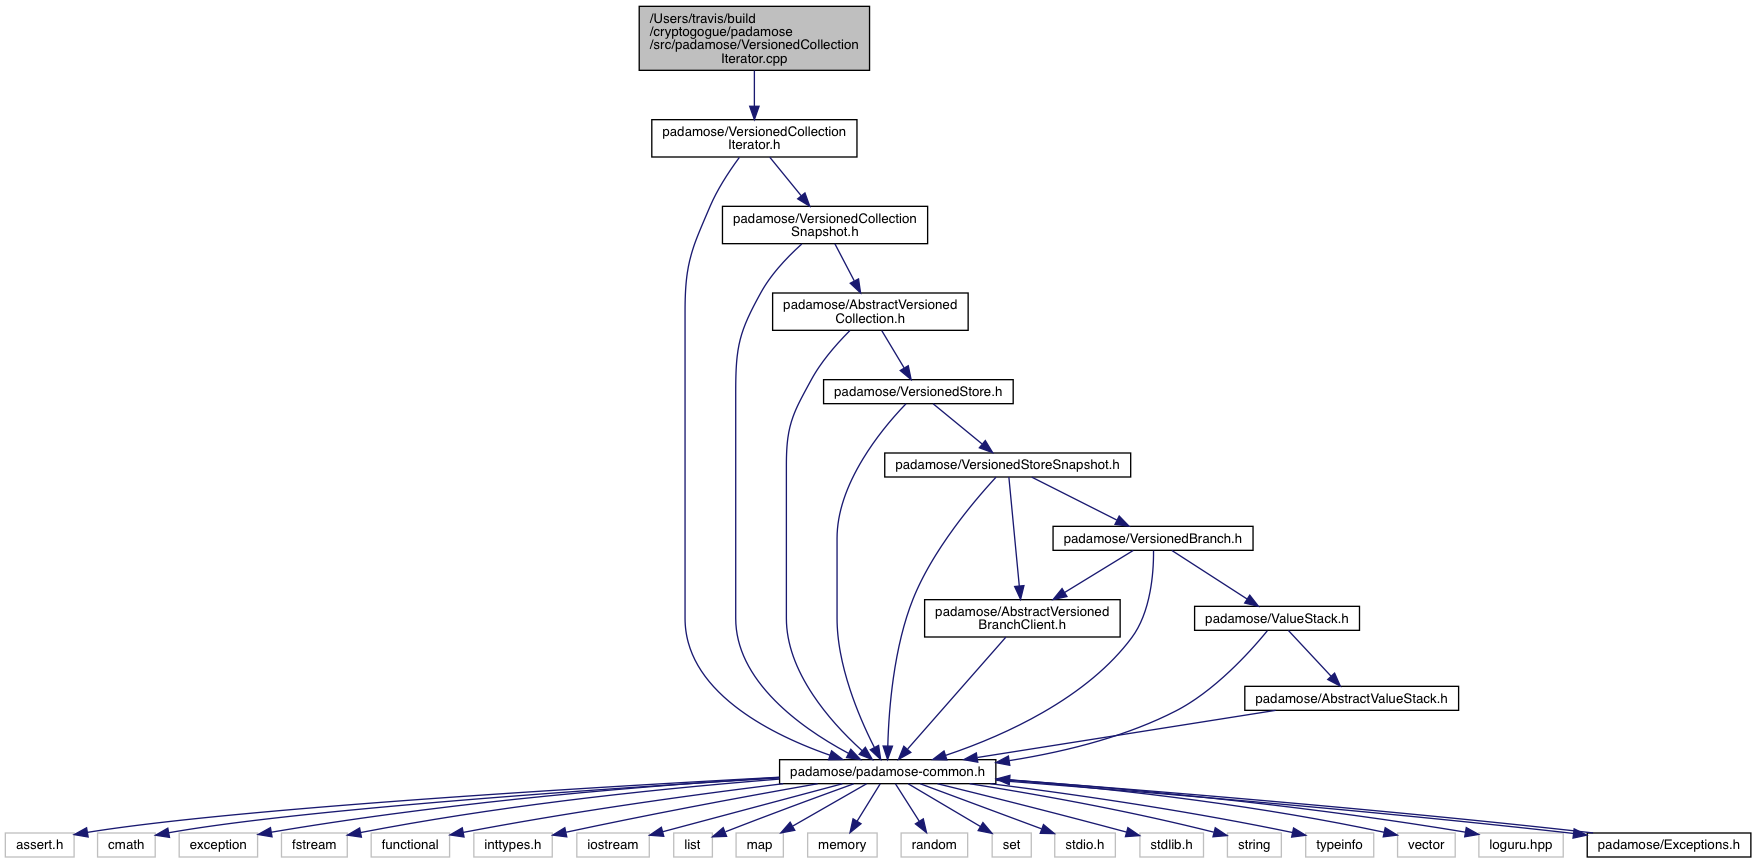 /Users/travis/build
/cryptogogue/padamose
/src/padamose/VersionedCollection
Iterator.cpp
padamose/VersionedCollection
Iterator.h
padamose/VersionedCollection
Snapshot.h
padamose/AbstractVersioned
Collection.h
padamose/VersionedStore.h
padamose/VersionedStoreSnapshot.h
padamose/VersionedBranch.h
padamose/AbstractVersioned
BranchClient.h
padamose/ValueStack.h
padamose/AbstractValueStack.h
padamose/padamose-common.h
assert.h
cmath
exception
fstream
functional
inttypes.h
iostream
list
map
memory
random
set
stdio.h
stdlib.h
string
typeinfo
vector
loguru.hpp
padamose/Exceptions.h